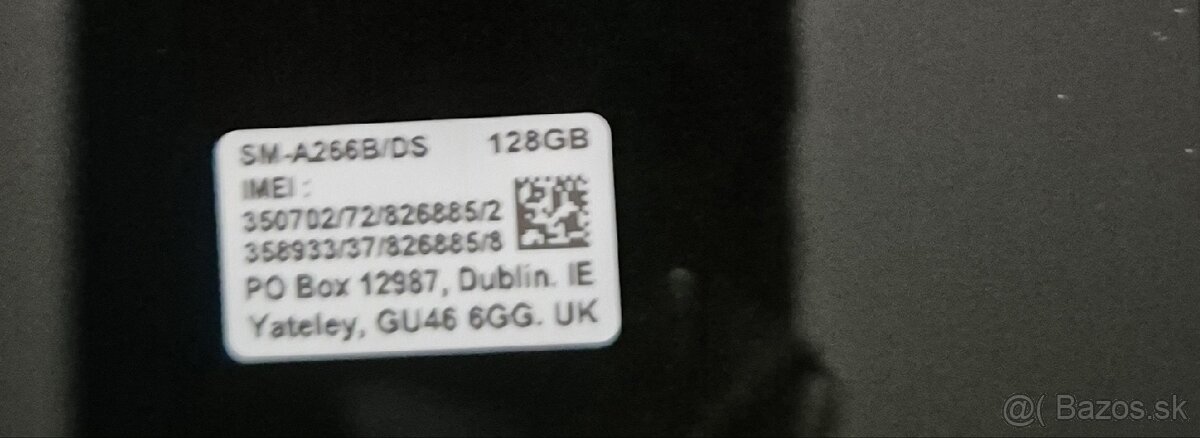 SM-A266B/DS 128GB
IMEI :
350702/72/826885/2
358933/37/826885/8
PO Box 12987, Dublin. IE
Yateley, GU46 6GG. UK
@( Bazos.sk